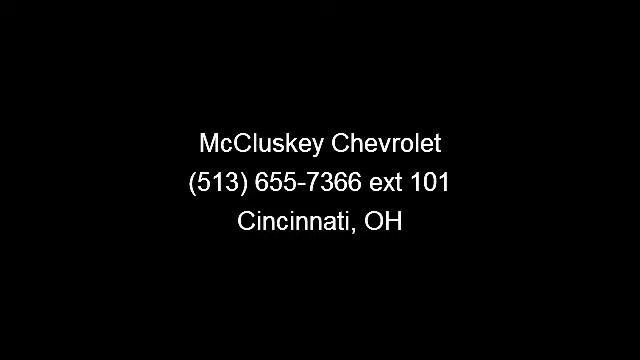 McCluskey Chevrolet
(513) 655-7366 ext 101
Cincinnati, OH